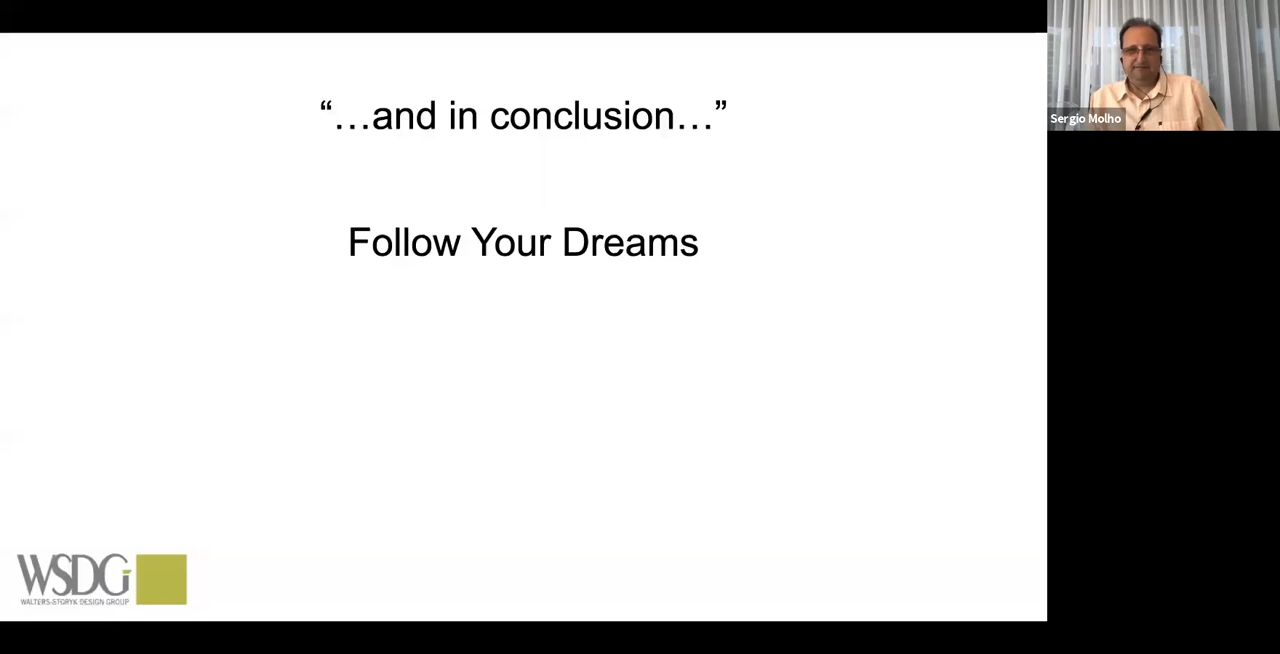 “…and in conclusion…”
Follow Your Dreams
Sergio Molho
WSDG
WALTERS-STORYK DESIGN GROUP